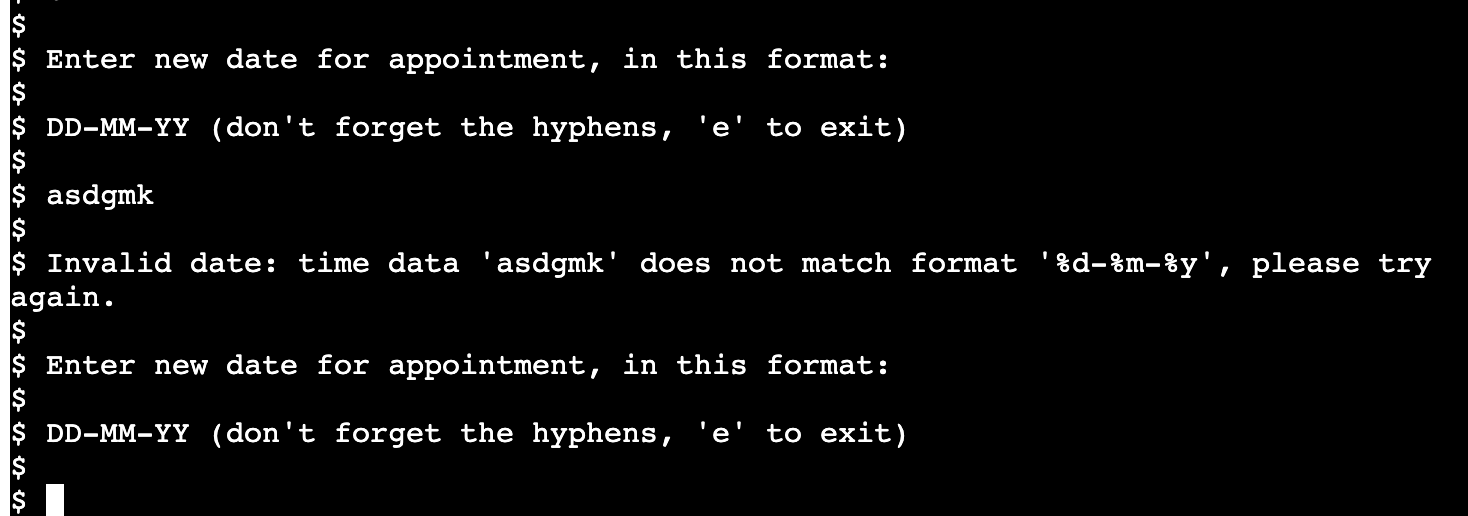 $
$ Enter new date for appointment, in this format:
$
$ DD-MM-YY (don't forget the hyphens, 'e' to exit)
$
$ asdgmk
$
$ Invalid date: time data 'asdgmk' does not match format '%d-%m-%y', please try
again.
$
$ Enter new date for appointment, in this format:
$
$ DD-MM-YY (don't forget the hyphens, 'e' to exit)
$
$